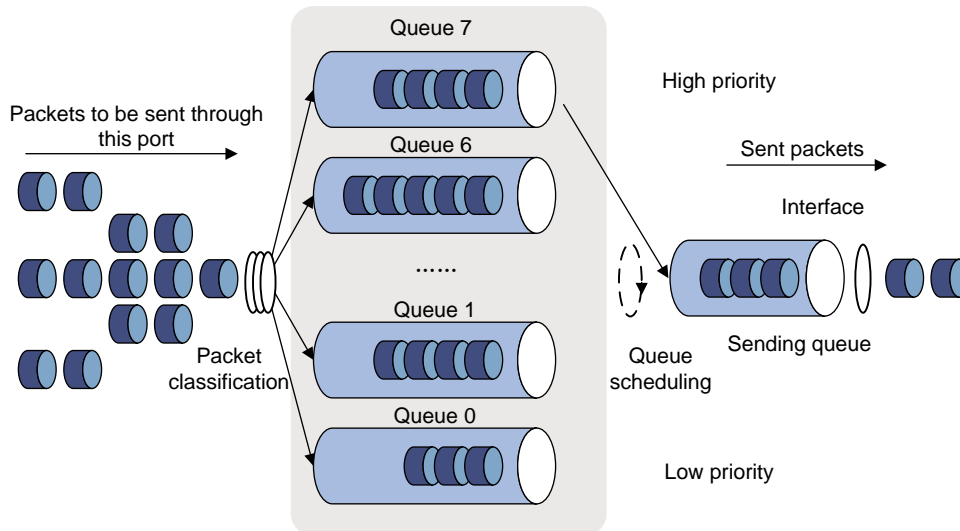 Queue 7
High priority
Packets to be sent through
this port
Queue 6
Sent packets
Interface
......
Queue 1
Packet
classification
Sending queue
Queue
scheduling
Queue 0
Low priority